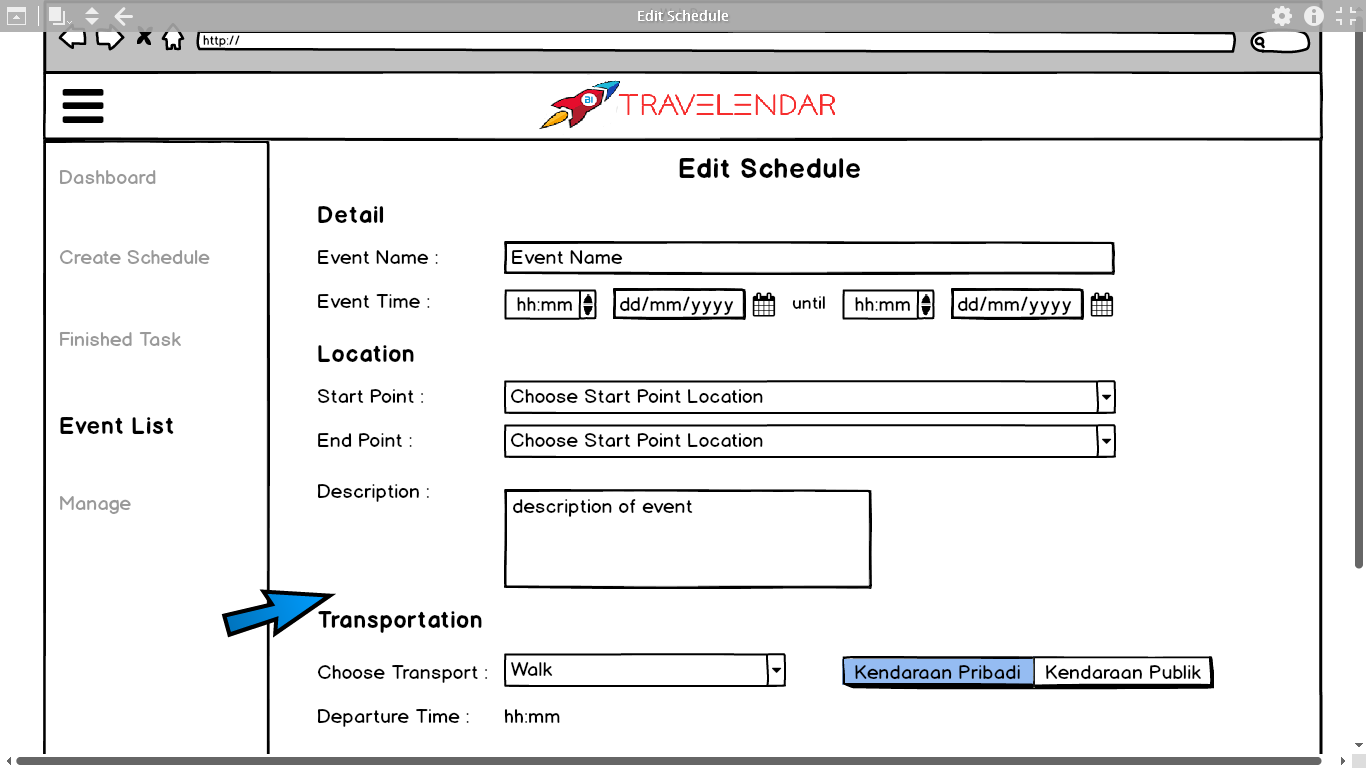 Edit Schedule
http://
ai TRAVELENDAR
Dashboard
Create Schedule
Finished Task
Event List
Manage
Edit Schedule
Detail
Event Name : Event Name
Event Time : hh:mm dd/mm/yyyy until hh:mm dd/mm/yyyy
Location
Start Point : Choose Start Point Location
End Point : Choose Start Point Location
Description : description of event
Transportation
Choose Transport : Walk Kendaraan Pribadi Kendaraan Publik
Departure Time : hh:mm